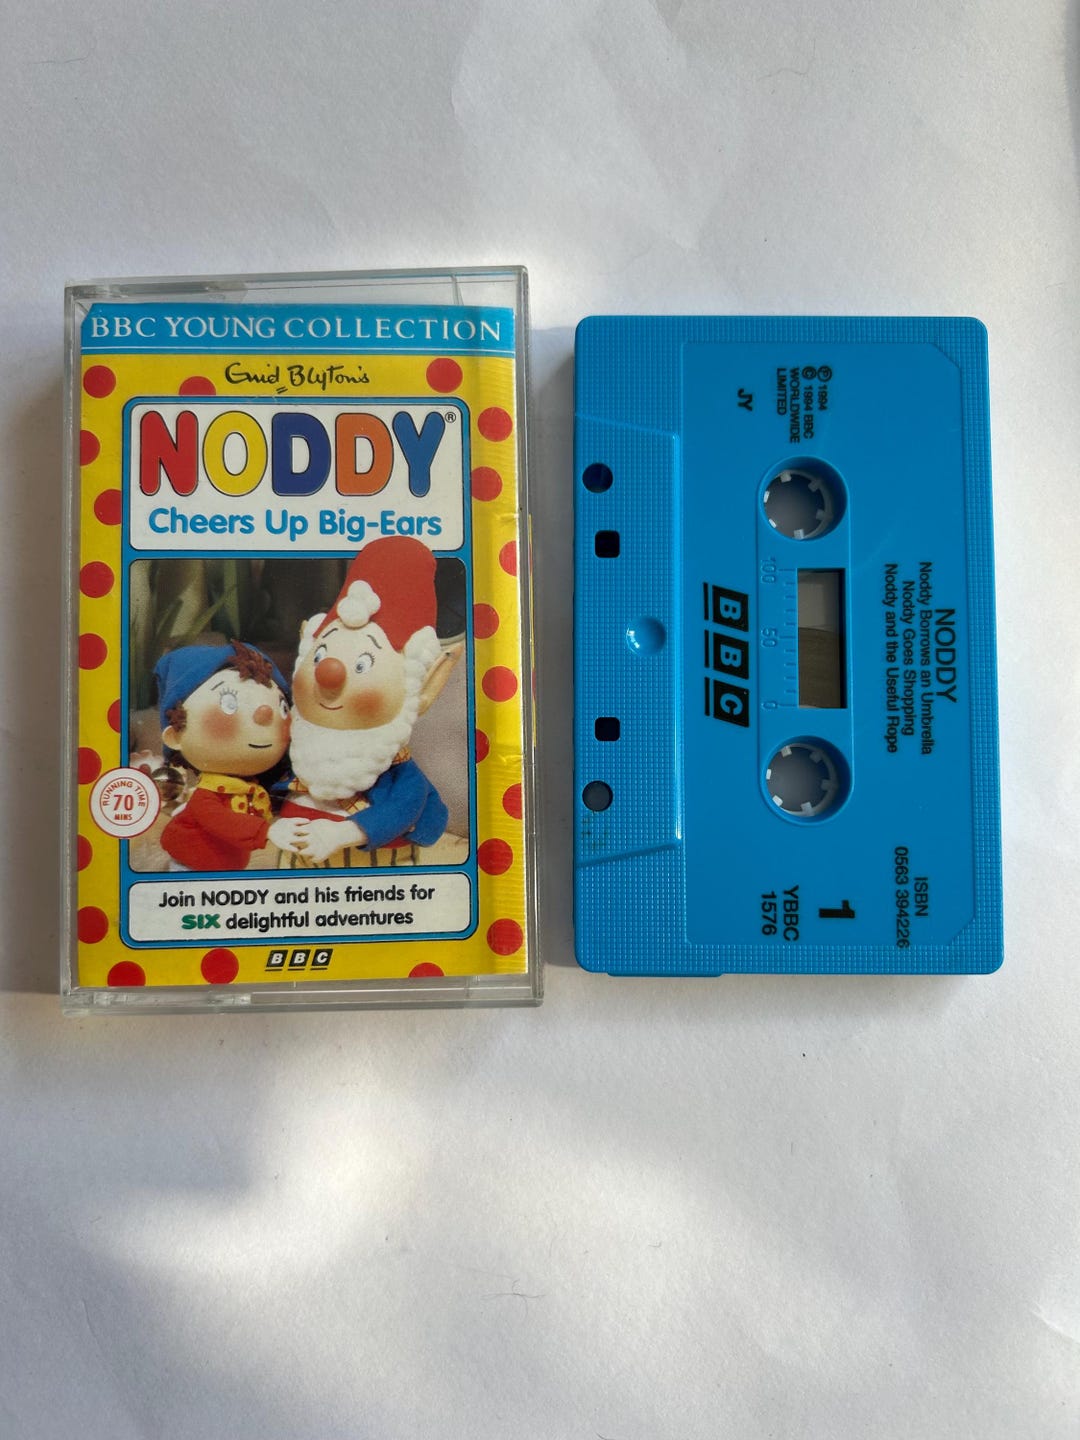 BBC YOUNG COLLECTION
Enid Blyton's
NODDY®
Cheers Up Big-Ears
RUNNING TIME
70
MINS
Join NODDY and his friends for
SIX delightful adventures
BBC
NODDY
Noddy Borrows an Umbrella
Noddy Goes Shopping
Noddy and the Useful Rope
ISBN
0563 394226
℗ 1994
© 1994 BBC
WORLDWIDE
LIMITED
JY
100 50 0
BBC
1
YBBC
1576